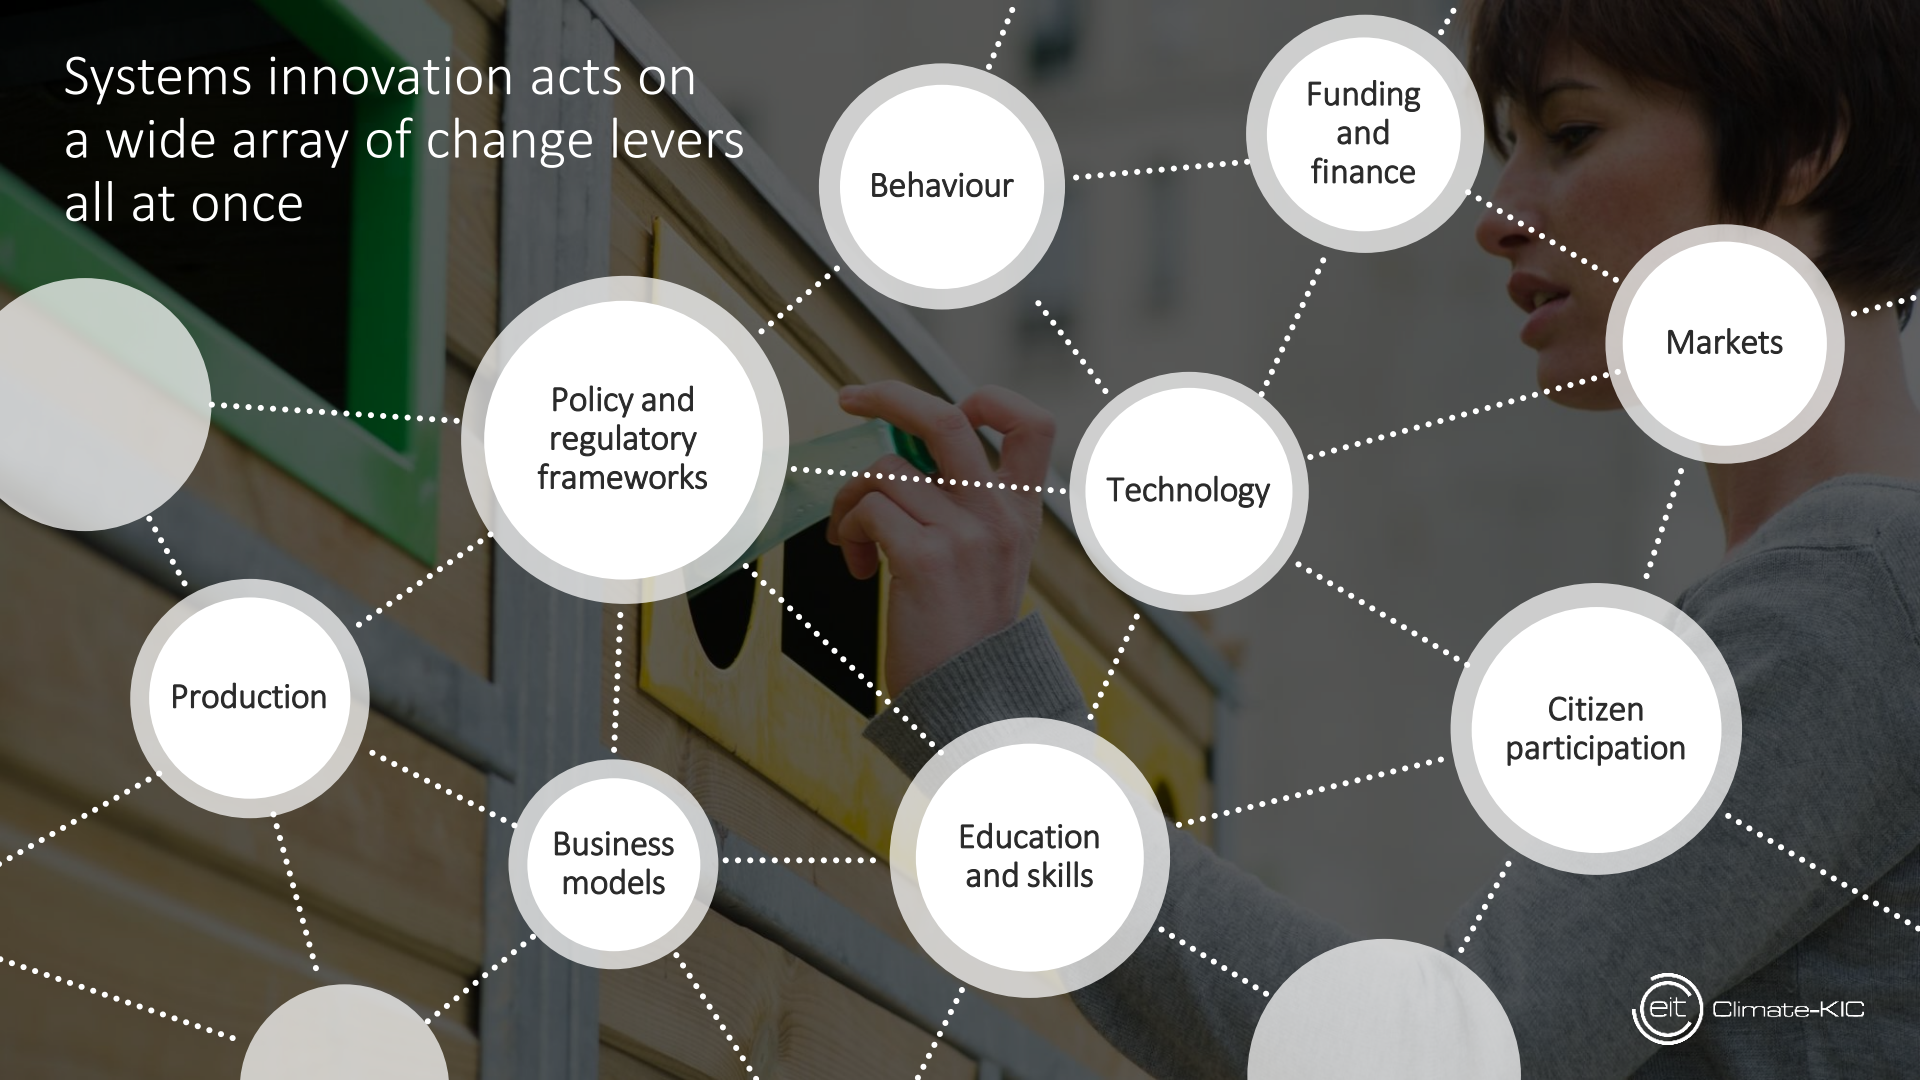 Systems innovation acts on
a wide array of change levers
all at once
Behaviour
Funding
and
finance
Markets
Policy and
regulatory
frameworks
Technology
Production
Citizen
participation
Business
models
Education
and skills
eit Climate-KIC